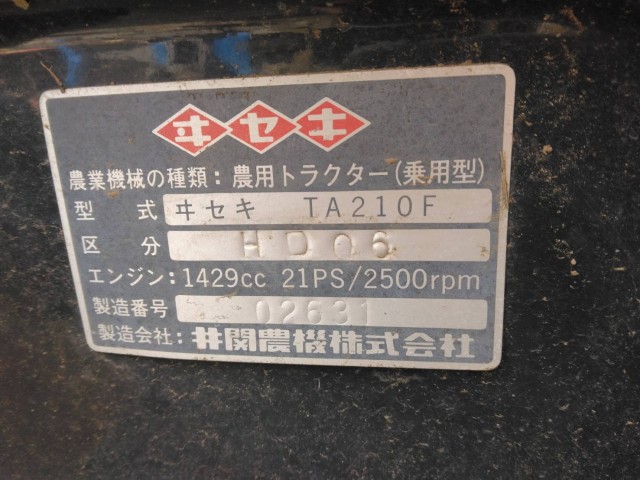 ヰセキ
農業機械の種類：農用トラクター(乗用型)
型式 ヰセキ TA210F
区分 HD06
エンジン：1429cc 21PS/2500rpm
製造番号 02631
製造会社：井関農機株式会社